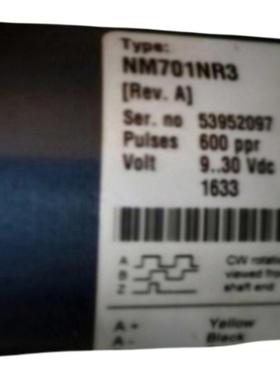 Type:
NM701NR3
[Rev. A]
Ser. no 53952097
Pulses 600 ppr
Volt 9..30 Vdc
1633
A
B
Z
CW rotatio
viewed from
shaft end
A+ Yellow
A- Black